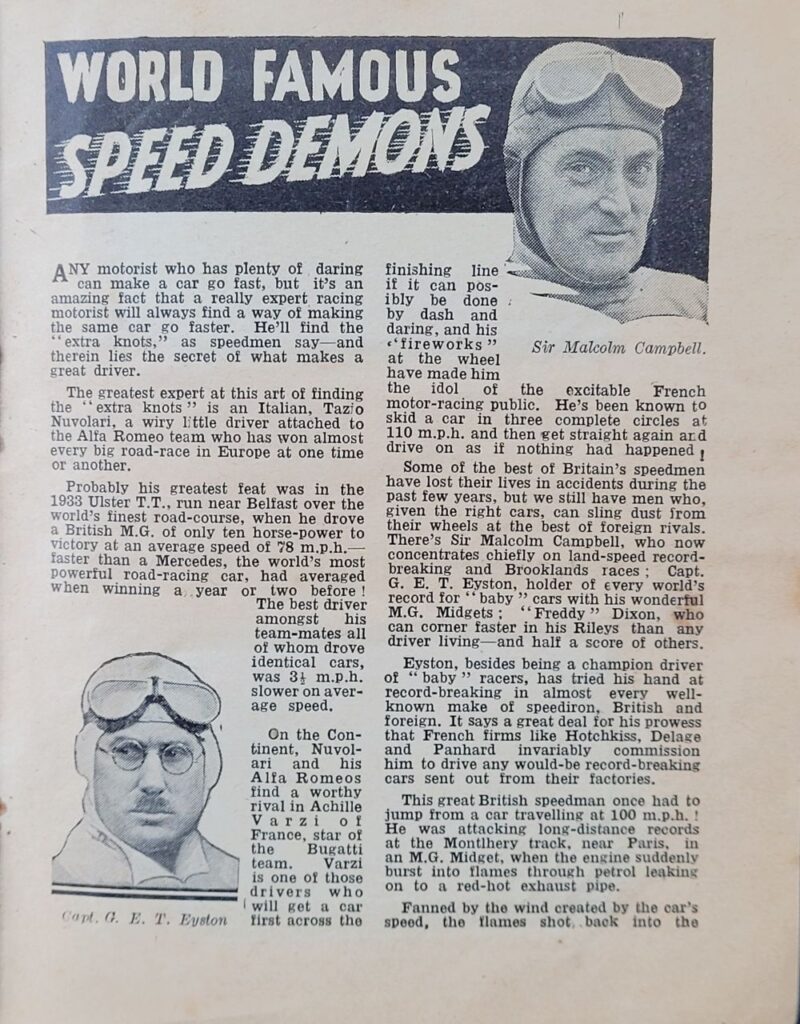 WORLD FAMOUS
SPEED DEMONS
Sir Malcolm Campbell.
ANY motorist who has plenty of daring
can make a car go fast, but it's an
amazing fact that a really expert racing
motorist will always find a way of making
the same car go faster. He'll find the
"extra knots," as speedmen say—and
therein lies the secret of what makes a
great driver.
The greatest expert at this art of finding
the "extra knots" is an Italian, Tazio
Nuvolari, a wiry little driver attached to
the Alfa Romeo team who has won almost
every big road-race in Europe at one time
or another.
Probably his greatest feat was in the
1933 Ulster T.T., run near Belfast over the
world's finest road-course, when he drove
a British M.G. of only ten horse-power to
victory at an average speed of 78 m.p.h.—
faster than a Mercedes, the world's most
powerful road-racing car, had averaged
when winning a year or two before !
The best driver
amongst his
team-mates all
of whom drove
identical cars,
was 3½ m.p.h.
slower on aver-
age speed.
On the Con-
tinent, Nuvol-
ari and his
Alfa Romeos
find a worthy
rival in Achille
Varzi of
France, star of
the Bugatti
team. Varzi
is one of those
drivers who
will get a car
first across the
Capt. G. E. T. Eyston
finishing line
if it can pos-
ibly be done
by dash and
daring, and his
"fireworks"
at the wheel
have made him
the idol of the excitable French
motor-racing public. He's been known to
skid a car in three complete circles at
110 m.p.h. and then get straight again and
drive on as if nothing had happened !
Some of the best of Britain's speedmen
have lost their lives in accidents during the
past few years, but we still have men who,
given the right cars, can sling dust from
their wheels at the best of foreign rivals.
There's Sir Malcolm Campbell, who now
concentrates chiefly on land-speed record-
breaking and Brooklands races ; Capt.
G. E. T. Eyston, holder of every world's
record for "baby" cars with his wonderful
M.G. Midgets ; "Freddy" Dixon, who
can corner faster in his Rileys than any
driver living—and half a score of others.
Eyston, besides being a champion driver
of "baby" racers, has tried his hand at
record-breaking in almost every well-
known make of speediron, British and
foreign. It says a great deal for his prowess
that French firms like Hotchkiss, Delage
and Panhard invariably commission
him to drive any would-be record-breaking
cars sent out from their factories.
This great British speedman once had to
jump from a car travelling at 100 m.p.h. !
He was attacking long-distance records
at the Montlhery track, near Paris, in
an M.G. Midget, when the engine suddenly
burst into flames through petrol leaking
on to a red-hot exhaust pipe.
Fanned by the wind created by the car's
speed, the flames shot back into the